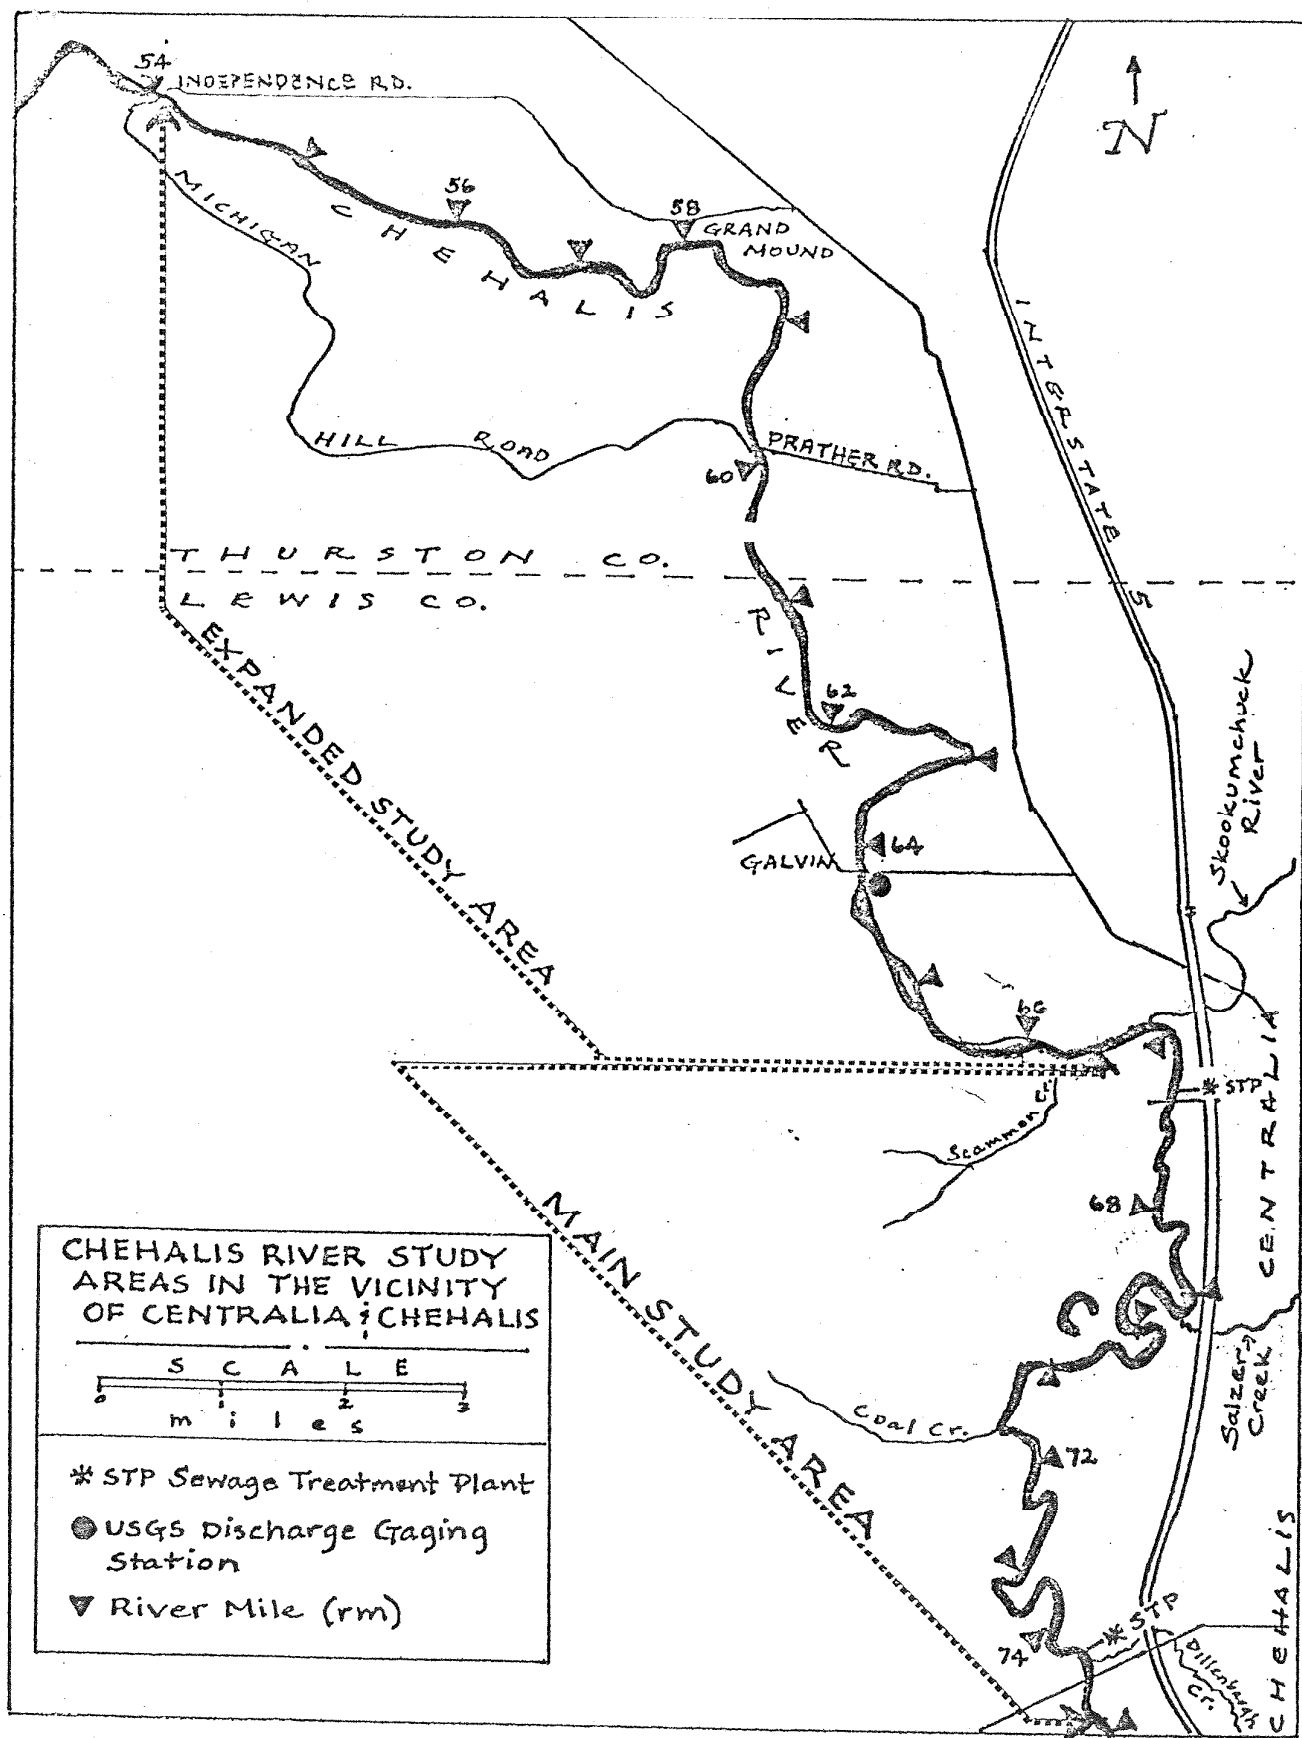 54
INDEPENDENCE RD.
N
MICHIGAN
56
58
GRAND
MOUND
CHEHALIS
INTERSTATE 5
HILL ROAD
PRATHER RD.
60
THURSTON CO.
LEWIS CO.
RIVER
EXPANDED STUDY AREA
62
Skookumchuck
River
64
GALVIN
66
STP
Scammon Cr.
CENTRALIA
68
MAIN STUDY AREA
Salzer
Creek
Coal Cr.
72
74
STP
Dillenbaugh
Cr.
CHEHALIS
CHEHALIS RIVER STUDY
AREAS IN THE VICINITY
OF CENTRALIA & CHEHALIS
SCALE
0 1 2 3
miles
* STP Sewage Treatment Plant
USGS Discharge Gaging
Station
River Mile (rm)